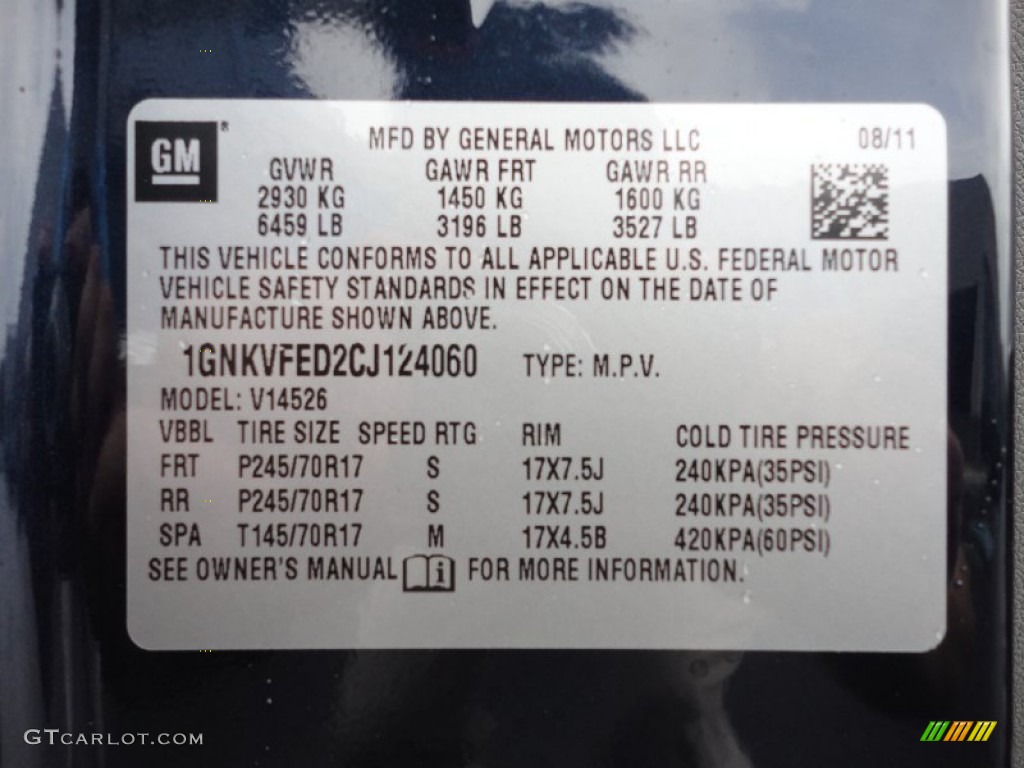 GM®
MFD BY GENERAL MOTORS LLC 08/11
GVWR GAWR FRT GAWR RR
2930 KG 1450 KG 1600 KG
6459 LB 3196 LB 3527 LB
THIS VEHICLE CONFORMS TO ALL APPLICABLE U.S. FEDERAL MOTOR
VEHICLE SAFETY STANDARDS IN EFFECT ON THE DATE OF
MANUFACTURE SHOWN ABOVE.
1GNKVFED2CJ124060 TYPE: M.P.V.
MODEL: V14526
VBBL TIRE SIZE SPEED RTG RIM COLD TIRE PRESSURE
FRT P245/70R17 S 17X7.5J 240KPA(35PSI)
RR P245/70R17 S 17X7.5J 240KPA(35PSI)
SPA T145/70R17 M 17X4.5B 420KPA(60PSI)
SEE OWNER'S MANUAL i FOR MORE INFORMATION.
GTCARLOT.COM